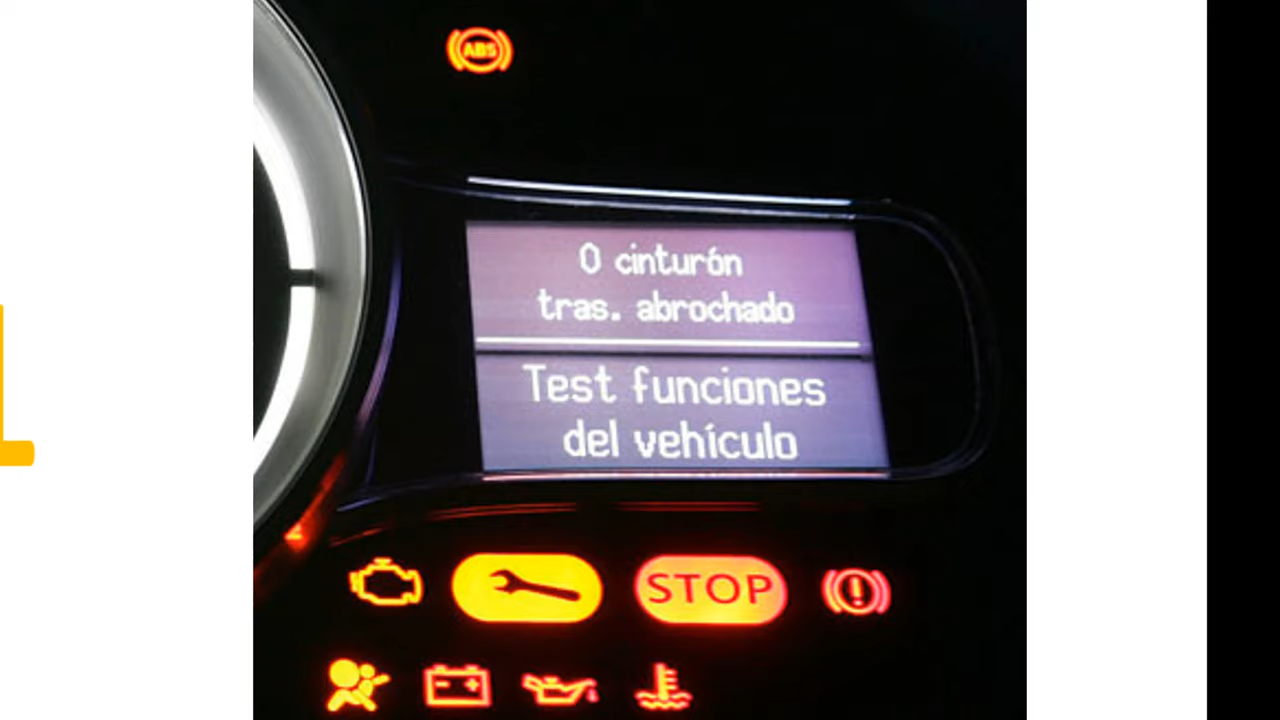 ABS
0 cinturón
tras. abrochado
Test funciones
del vehículo
STOP